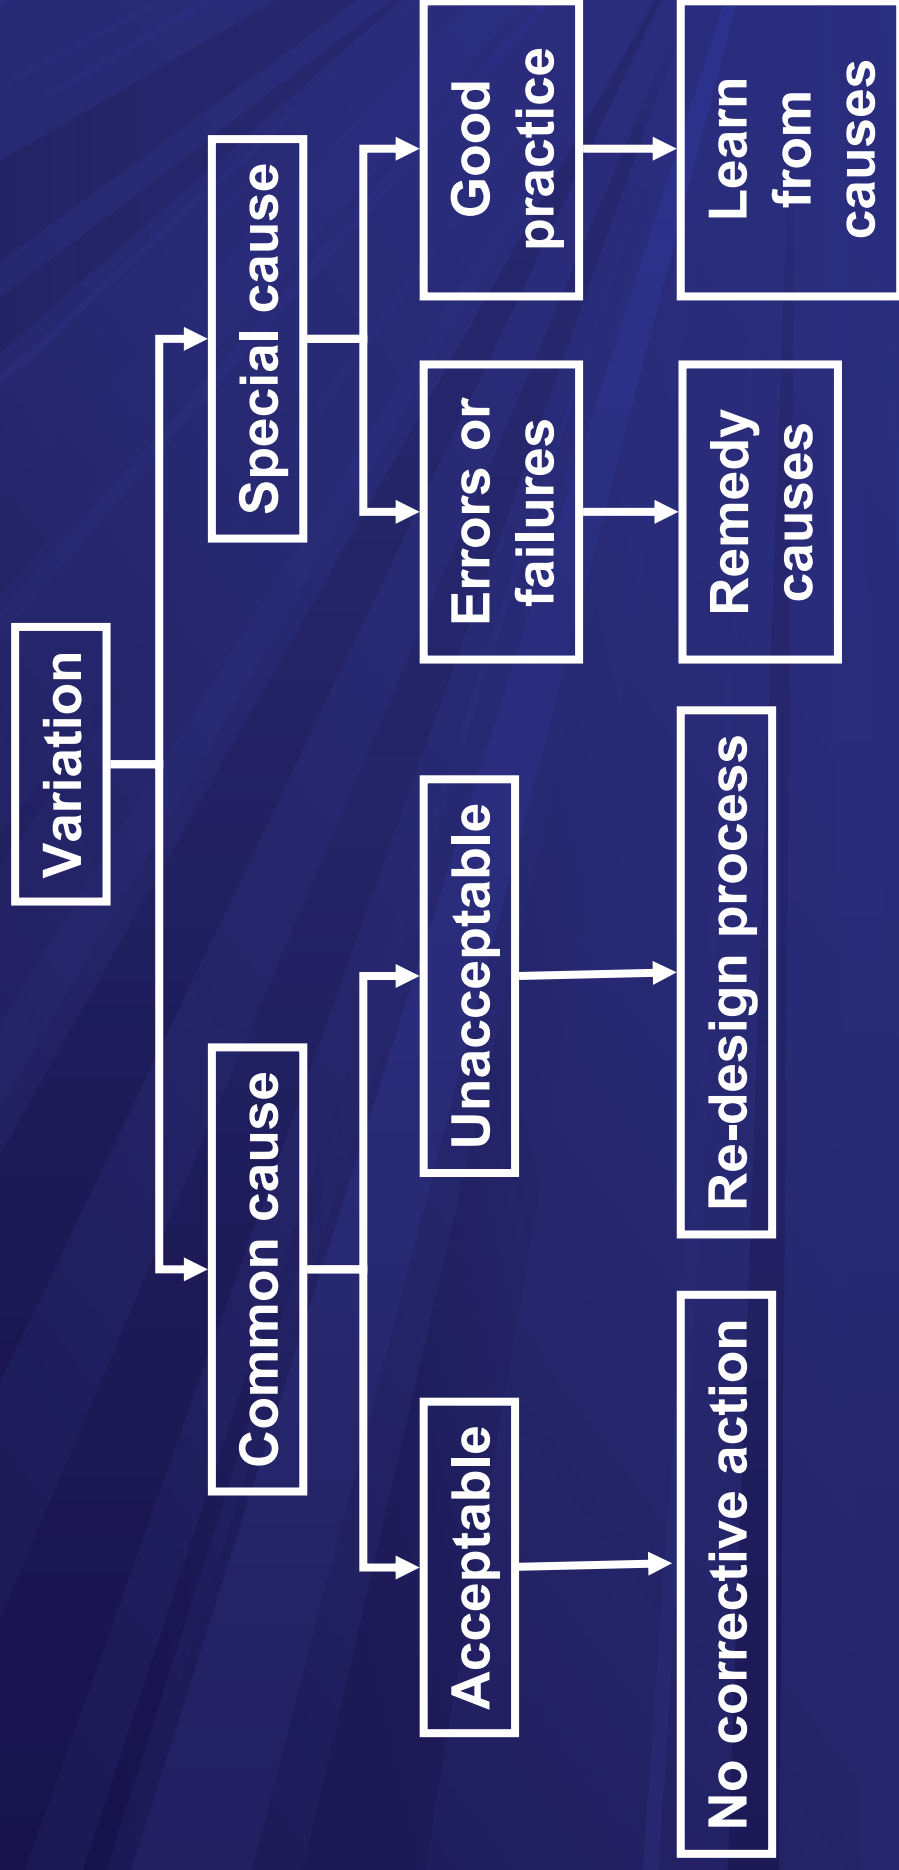 Variation
Common cause
Special cause
Acceptable
Unacceptable
Errors or
failures
Good
practice
No corrective action
Re-design process
Remedy
causes
Learn
from
causes